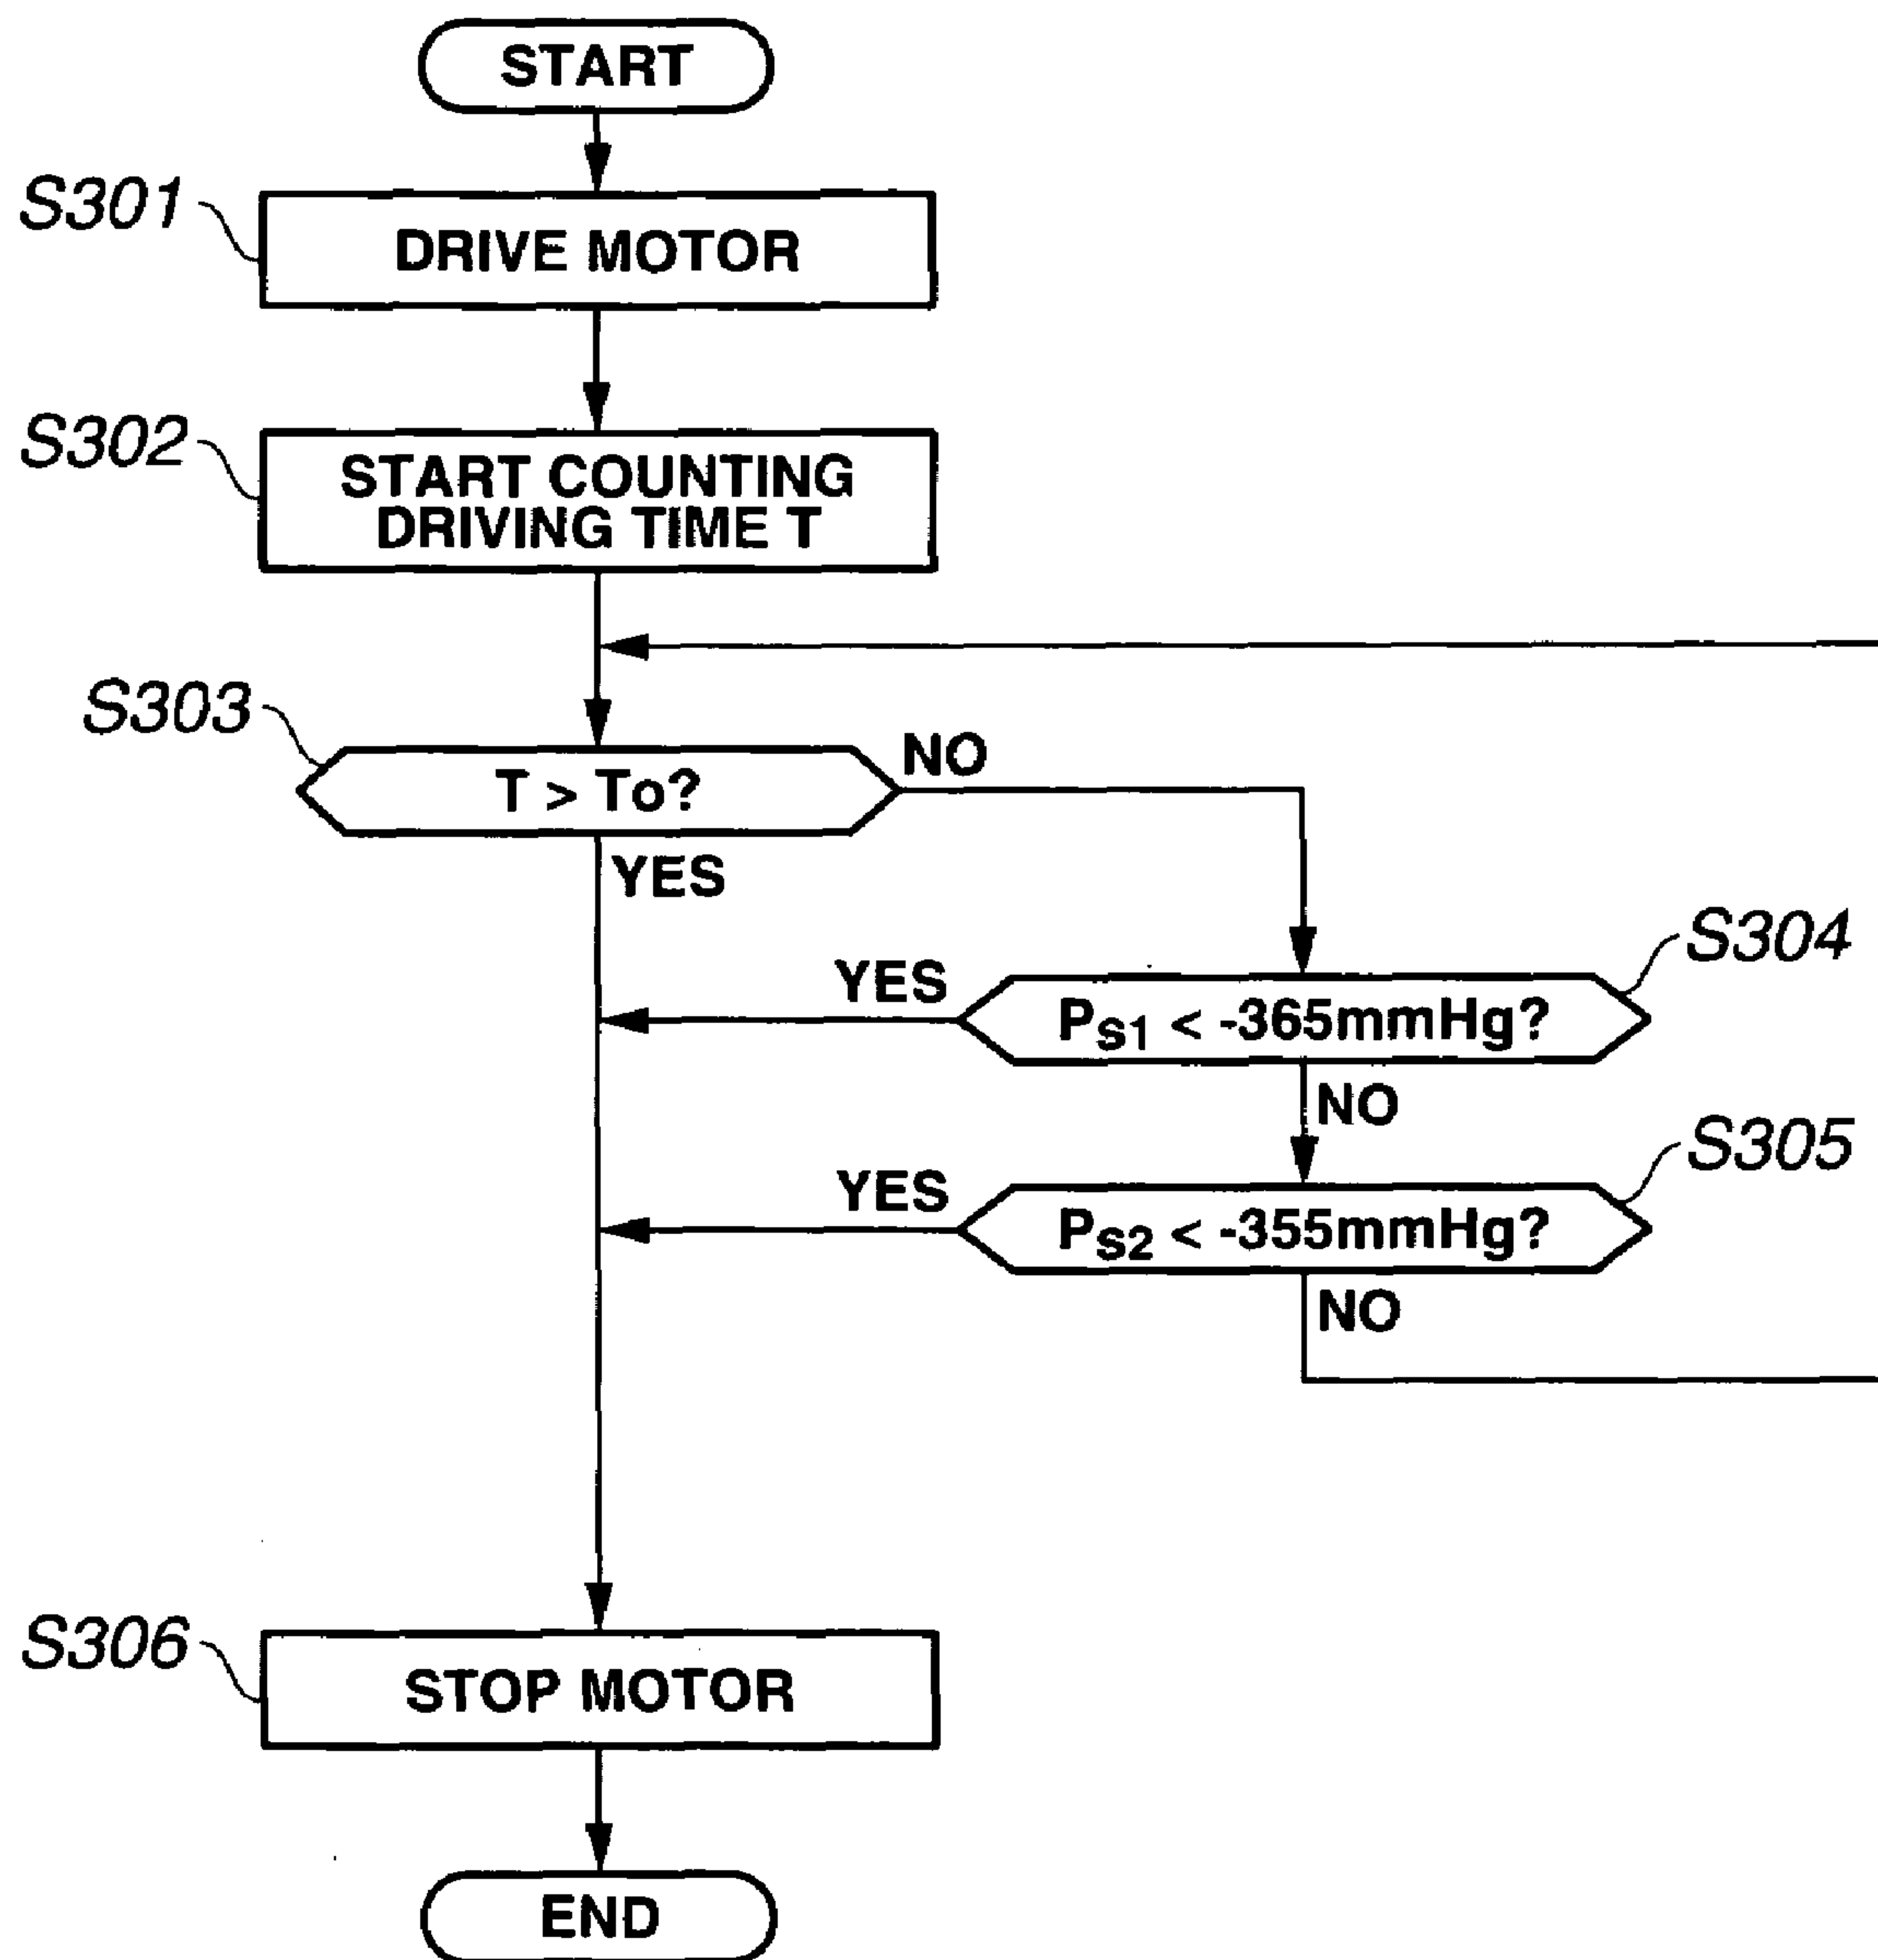 START
S301
DRIVE MOTOR
S302
START COUNTING
DRIVING TIME T
S303
T > To?
NO
YES
S304
YES
Ps1 < -365mmHg?
NO
S305
YES
Ps2 < -355mmHg?
NO
S306
STOP MOTOR
END